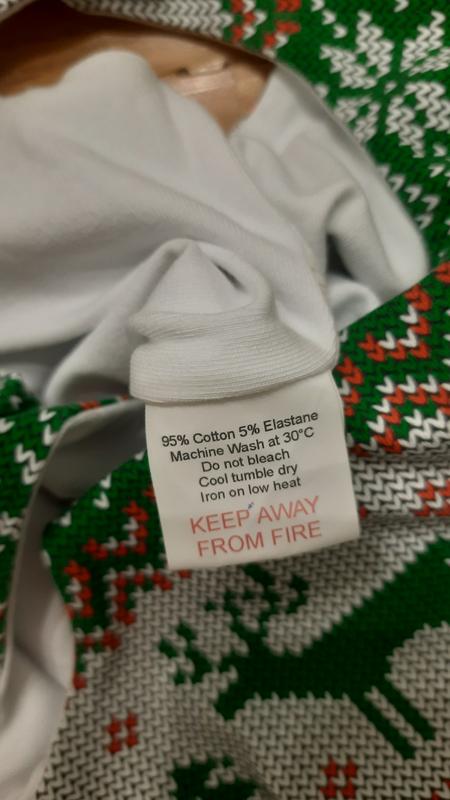 95% Cotton 5% Elastane
Machine Wash at 30°C
Do not bleach
Cool tumble dry
Iron on low heat
KEEP AWAY
FROM FIRE